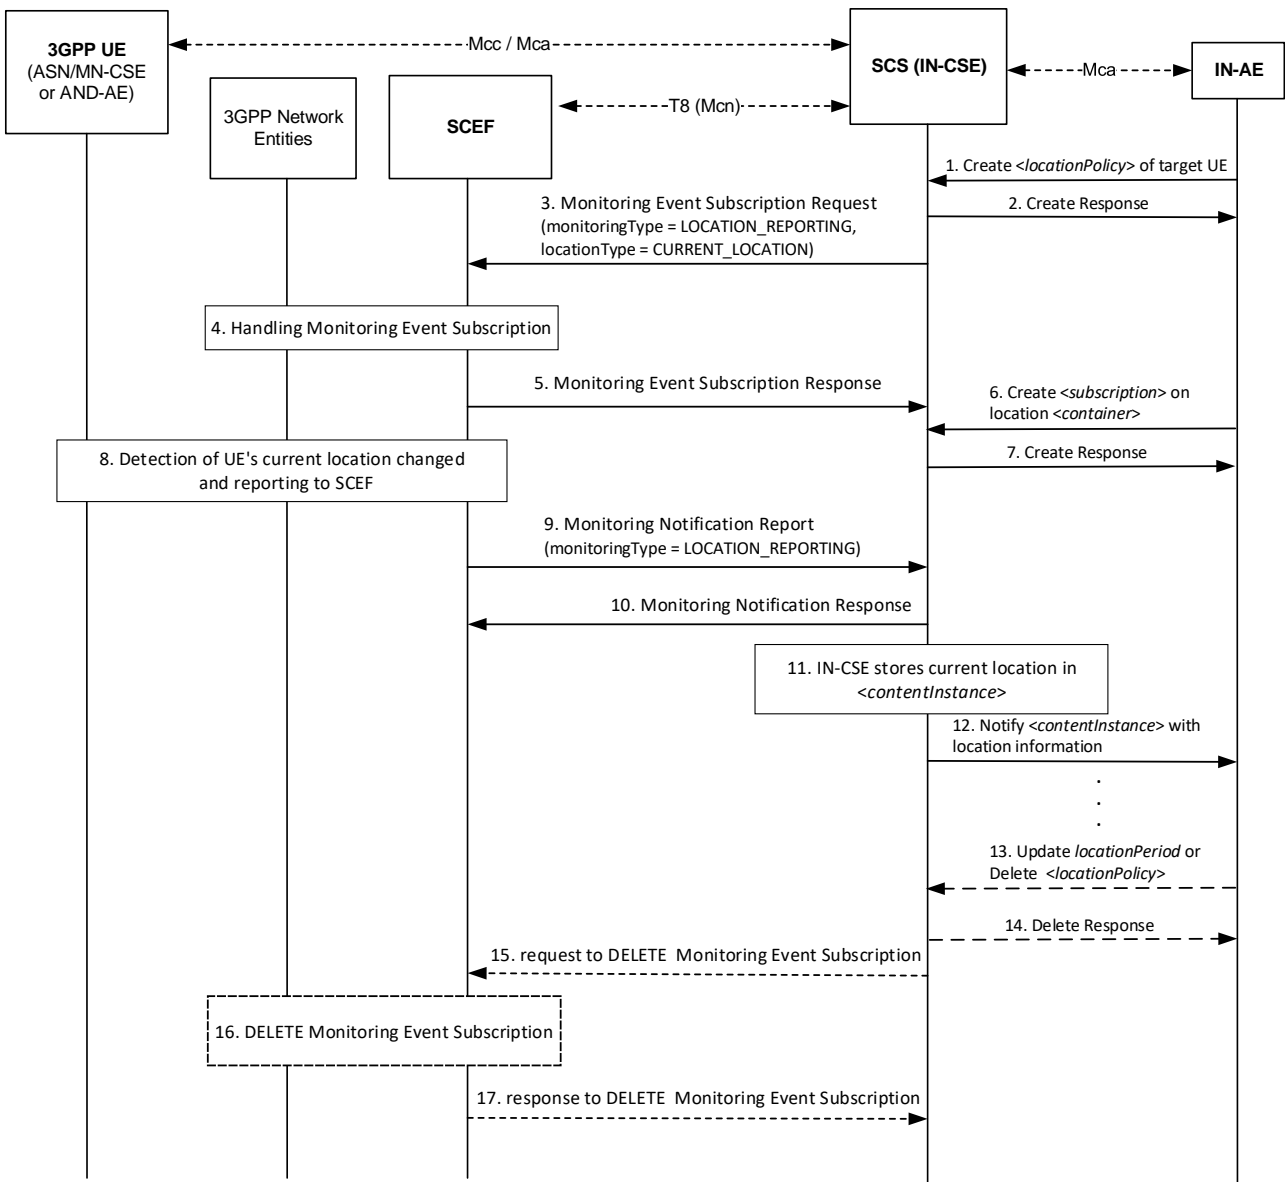 3GPP UE
(ASN/MN-CSE
or AND-AE)
Mcc / Mca
SCS (IN-CSE)
Mca
IN-AE
3GPP Network
Entities
SCEF
T8 (Mcn)
1. Create <locationPolicy> of target UE
2. Create Response
3. Monitoring Event Subscription Request
(monitoringType = LOCATION_REPORTING,
locationType = CURRENT_LOCATION)
4. Handling Monitoring Event Subscription
5. Monitoring Event Subscription Response
6. Create <subscription> on
location <container>
7. Create Response
8. Detection of UE's current location changed
and reporting to SCEF
9. Monitoring Notification Report
(monitoringType = LOCATION_REPORTING)
10. Monitoring Notification Response
11. IN-CSE stores current location in
<contentInstance>
12. Notify <contentInstance> with
location information
.
.
.
13. Update locationPeriod or
Delete <locationPolicy>
14. Delete Response
15. request to DELETE Monitoring Event Subscription
16. DELETE Monitoring Event Subscription
17. response to DELETE Monitoring Event Subscription